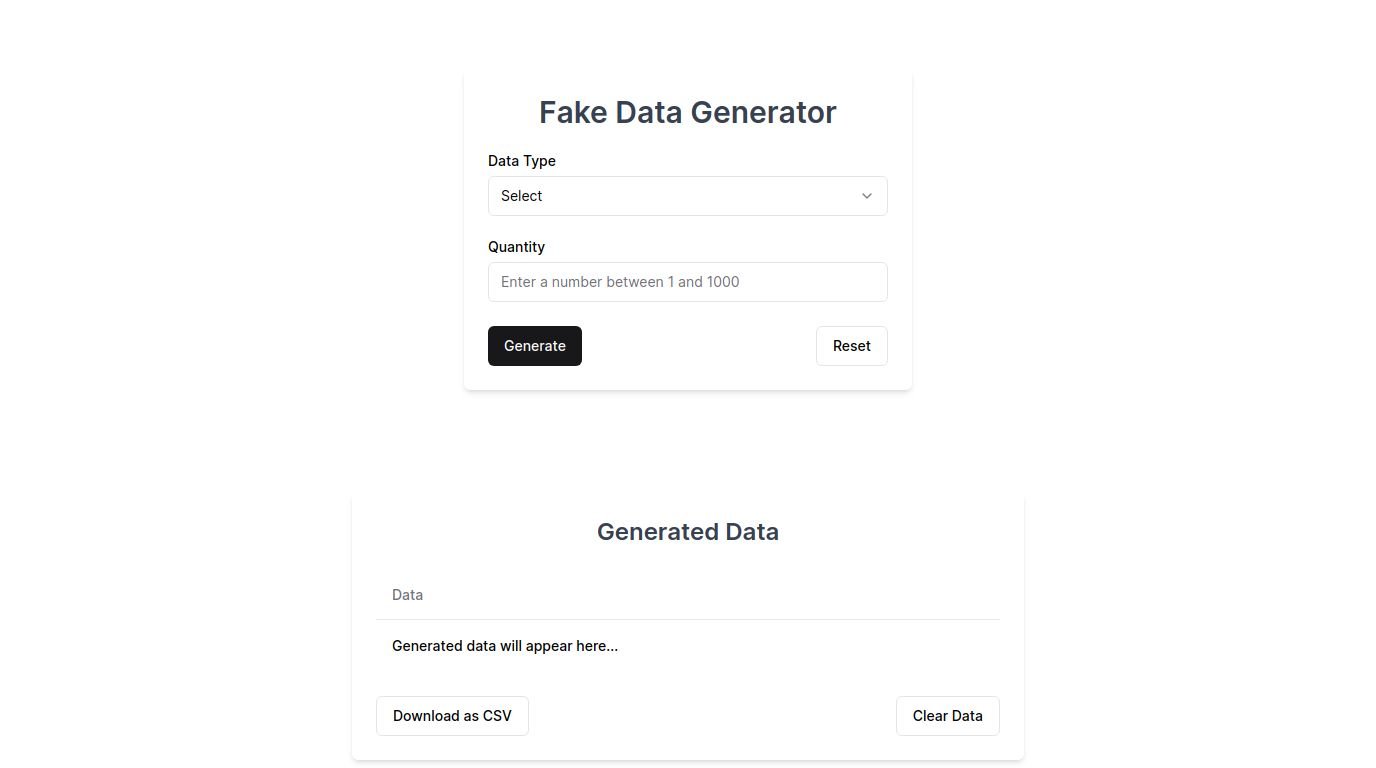 Fake Data Generator
Data Type
Select
Quantity
Enter a number between 1 and 1000
Generate
Reset
Generated Data
Data
Generated data will appear here...
Download as CSV
Clear Data